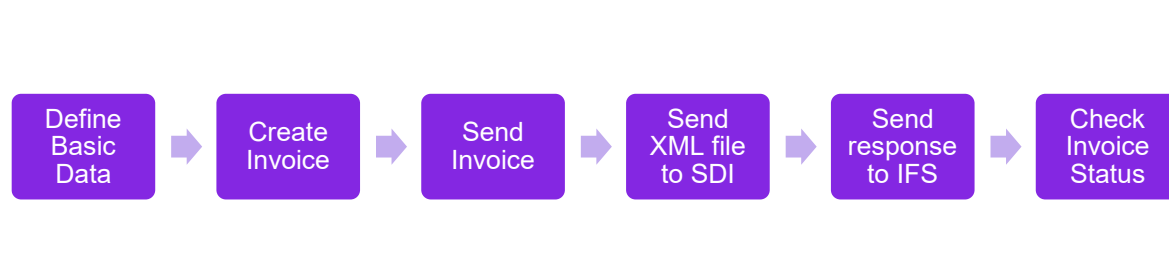 Define
Basic
Data
Create
Invoice
Send
Invoice
Send
XML file
to SDI
Send
response
to IFS
Check
Invoice
Status